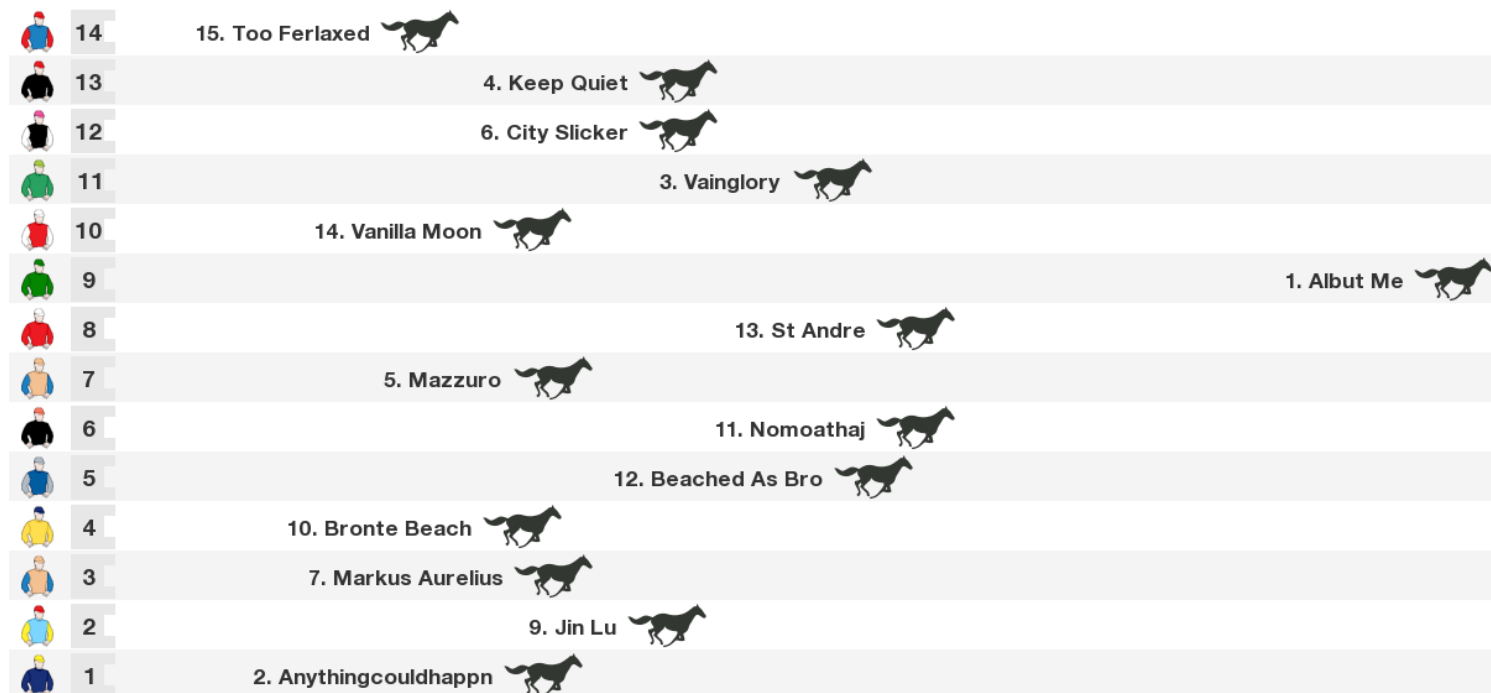 14 15. Too Ferlaxed
13 4. Keep Quiet
12 6. City Slicker
11 3. Vainglory
10 14. Vanilla Moon
9 1. Albut Me
8 13. St Andre
7 5. Mazzuro
6 11. Nomoathaj
5 12. Beached As Bro
4 10. Bronte Beach
3 7. Markus Aurelius
2 9. Jin Lu
1 2. Anythingcouldhappn